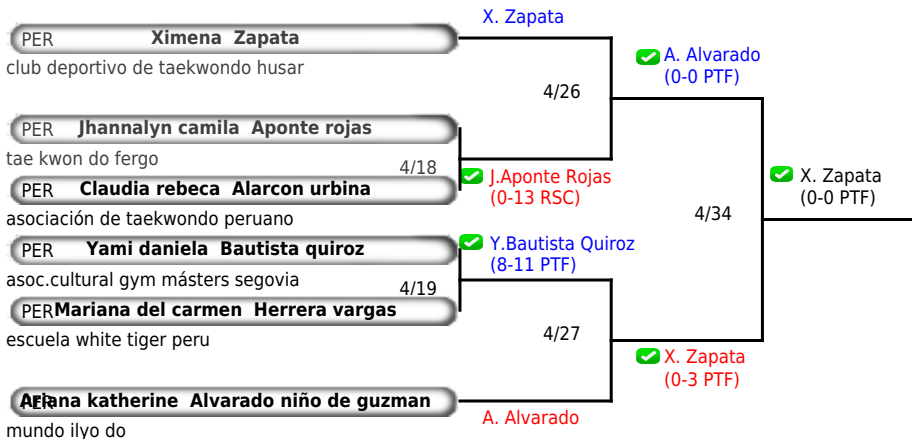 X. Zapata
PER Ximena Zapata
club deportivo de taekwondo husar
A. Alvarado
(0-0 PTF)
4/26
PER Jhannalyn camila Aponte rojas
tae kwon do fergo
4/18
J.Aponte Rojas
(0-13 RSC)
PER Claudia rebeca Alarcon urbina
asociación de taekwondo peruano
X. Zapata
(0-0 PTF)
4/34
PER Yami daniela Bautista quiroz
Y.Bautista Quiroz
(8-11 PTF)
asoc.cultural gym másters segovia
4/19
PER Mariana del carmen Herrera vargas
escuela white tiger peru
4/27
X. Zapata
(0-3 PTF)
PER Ariana katherine Alvarado niño de guzman
A. Alvarado
mundo ilyo do